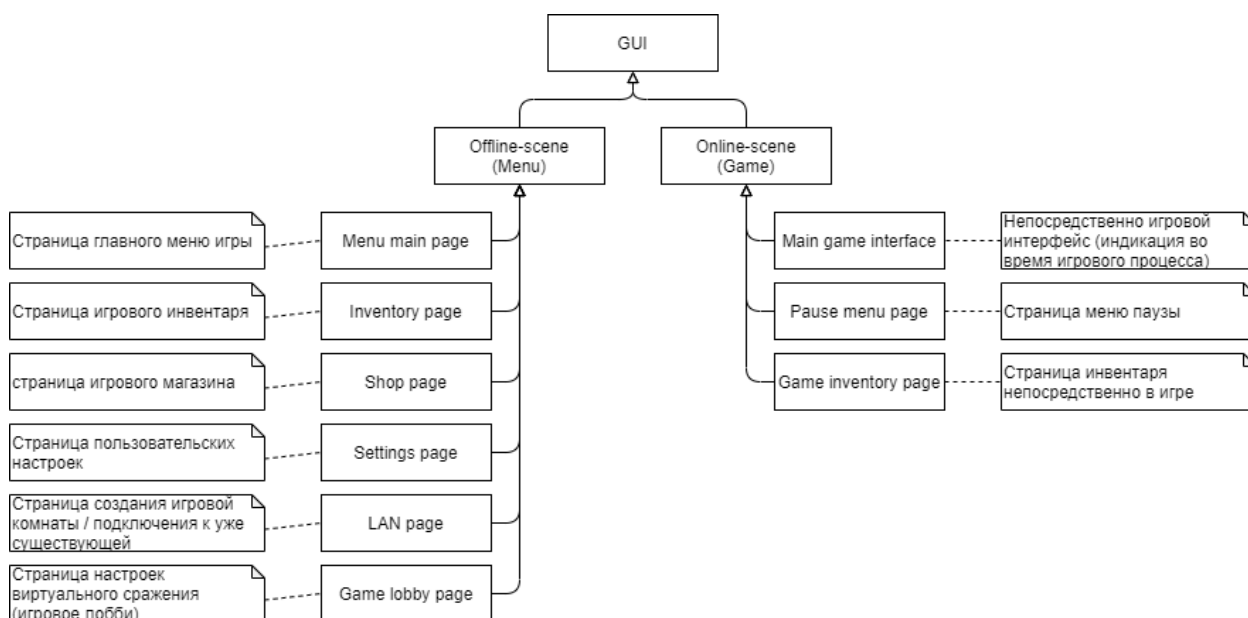 GUI
Offline-scene
(Menu)
Online-scene
(Game)
Страница главного меню игры
Menu main page
Main game interface
Непосредственно игровой
интерфейс (индикация во
время игрового процесса)
Страница игрового инвентаря
Inventory page
Pause menu page
Страница меню паузы
страница игрового магазина
Shop page
Game inventory page
Страница инвентаря
непосредственно в игре
Страница пользовательских
настроек
Settings page
Страница создания игровой
комнаты / подключения к уже
существующей
LAN page
Страница настроек
виртуального сражения
(игровое лобби)
Game lobby page